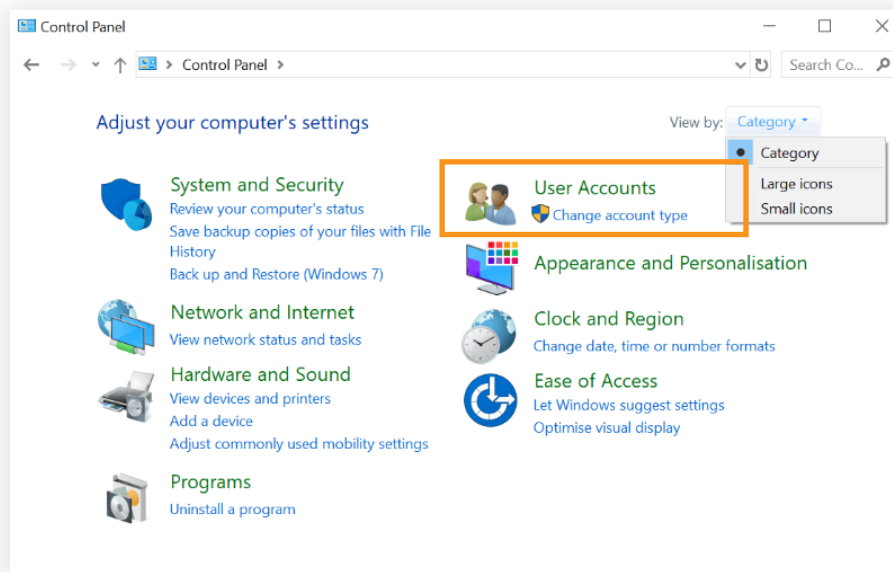 Control Panel
Control Panel
Search Co...
Adjust your computer's settings
View by: Category
Category
Large icons
Small icons
System and Security
Review your computer's status
Save backup copies of your files with File
History
Back up and Restore (Windows 7)
Network and Internet
View network status and tasks
Hardware and Sound
View devices and printers
Add a device
Adjust commonly used mobility settings
Programs
Uninstall a program
User Accounts
Change account type
Appearance and Personalisation
Clock and Region
Change date, time or number formats
Ease of Access
Let Windows suggest settings
Optimise visual display